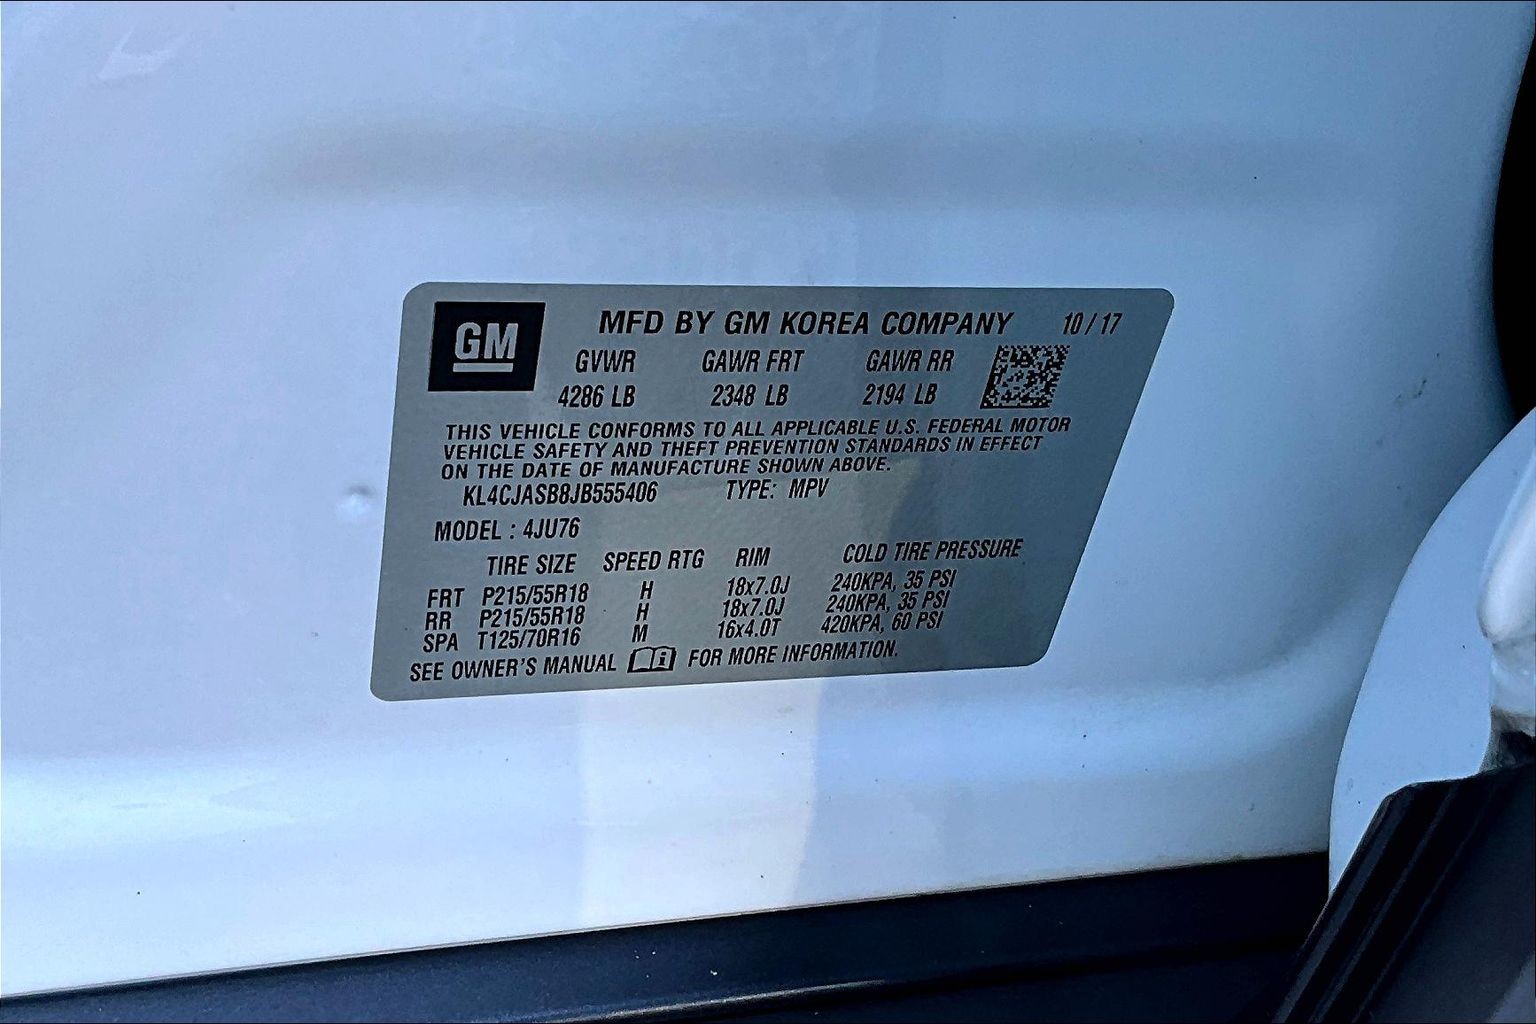 GM
MFD BY GM KOREA COMPANY 10/17
GVWR GAWR FRT GAWR RR
4286 LB 2348 LB 2194 LB
THIS VEHICLE CONFORMS TO ALL APPLICABLE U.S. FEDERAL MOTOR
VEHICLE SAFETY AND THEFT PREVENTION STANDARDS IN EFFECT
ON THE DATE OF MANUFACTURE SHOWN ABOVE.
KL4CJASB8JB555406 TYPE: MPV
MODEL : 4JU76
TIRE SIZE SPEED RTG RIM COLD TIRE PRESSURE
FRT P215/55R18 H 18x7.0J 240KPA, 35 PSI
RR P215/55R18 H 18x7.0J 240KPA, 35 PSI
SPA T125/70R16 M 16x4.0T 420KPA, 60 PSI
SEE OWNER'S MANUAL FOR MORE INFORMATION.